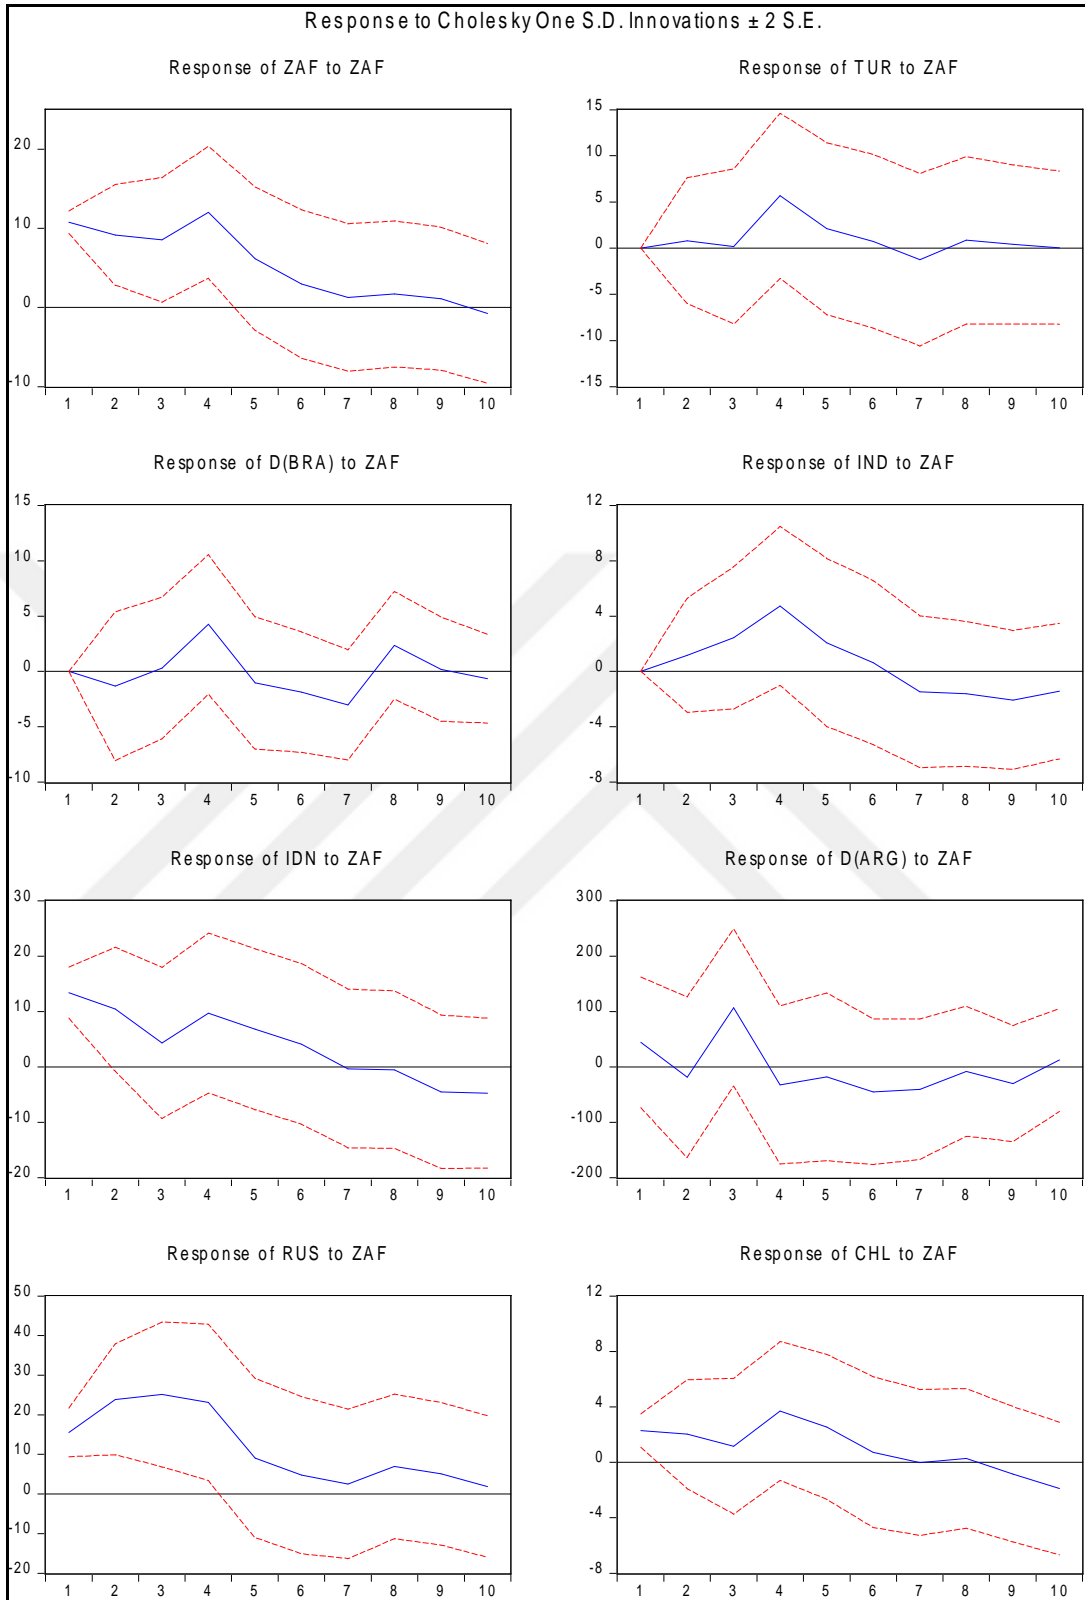 Response to Cholesky One S.D. Innovations ± 2 S.E.
Response of ZAF to ZAF
20
10
0
-10
1 2 3 4 5 6 7 8 9 10
Response of TUR to ZAF
15
10
5
0
-5
-10
-15
1 2 3 4 5 6 7 8 9 10
Response of D(BRA) to ZAF
15
10
5
0
-5
-10
1 2 3 4 5 6 7 8 9 10
Response of IND to ZAF
12
8
4
0
-4
-8
1 2 3 4 5 6 7 8 9 10
Response of IDN to ZAF
30
20
10
0
-10
-20
1 2 3 4 5 6 7 8 9 10
Response of D(ARG) to ZAF
300
200
100
0
-100
-200
1 2 3 4 5 6 7 8 9 10
Response of RUS to ZAF
50
40
30
20
10
0
-10
-20
1 2 3 4 5 6 7 8 9 10
Response of CHL to ZAF
12
8
4
0
-4
-8
1 2 3 4 5 6 7 8 9 10